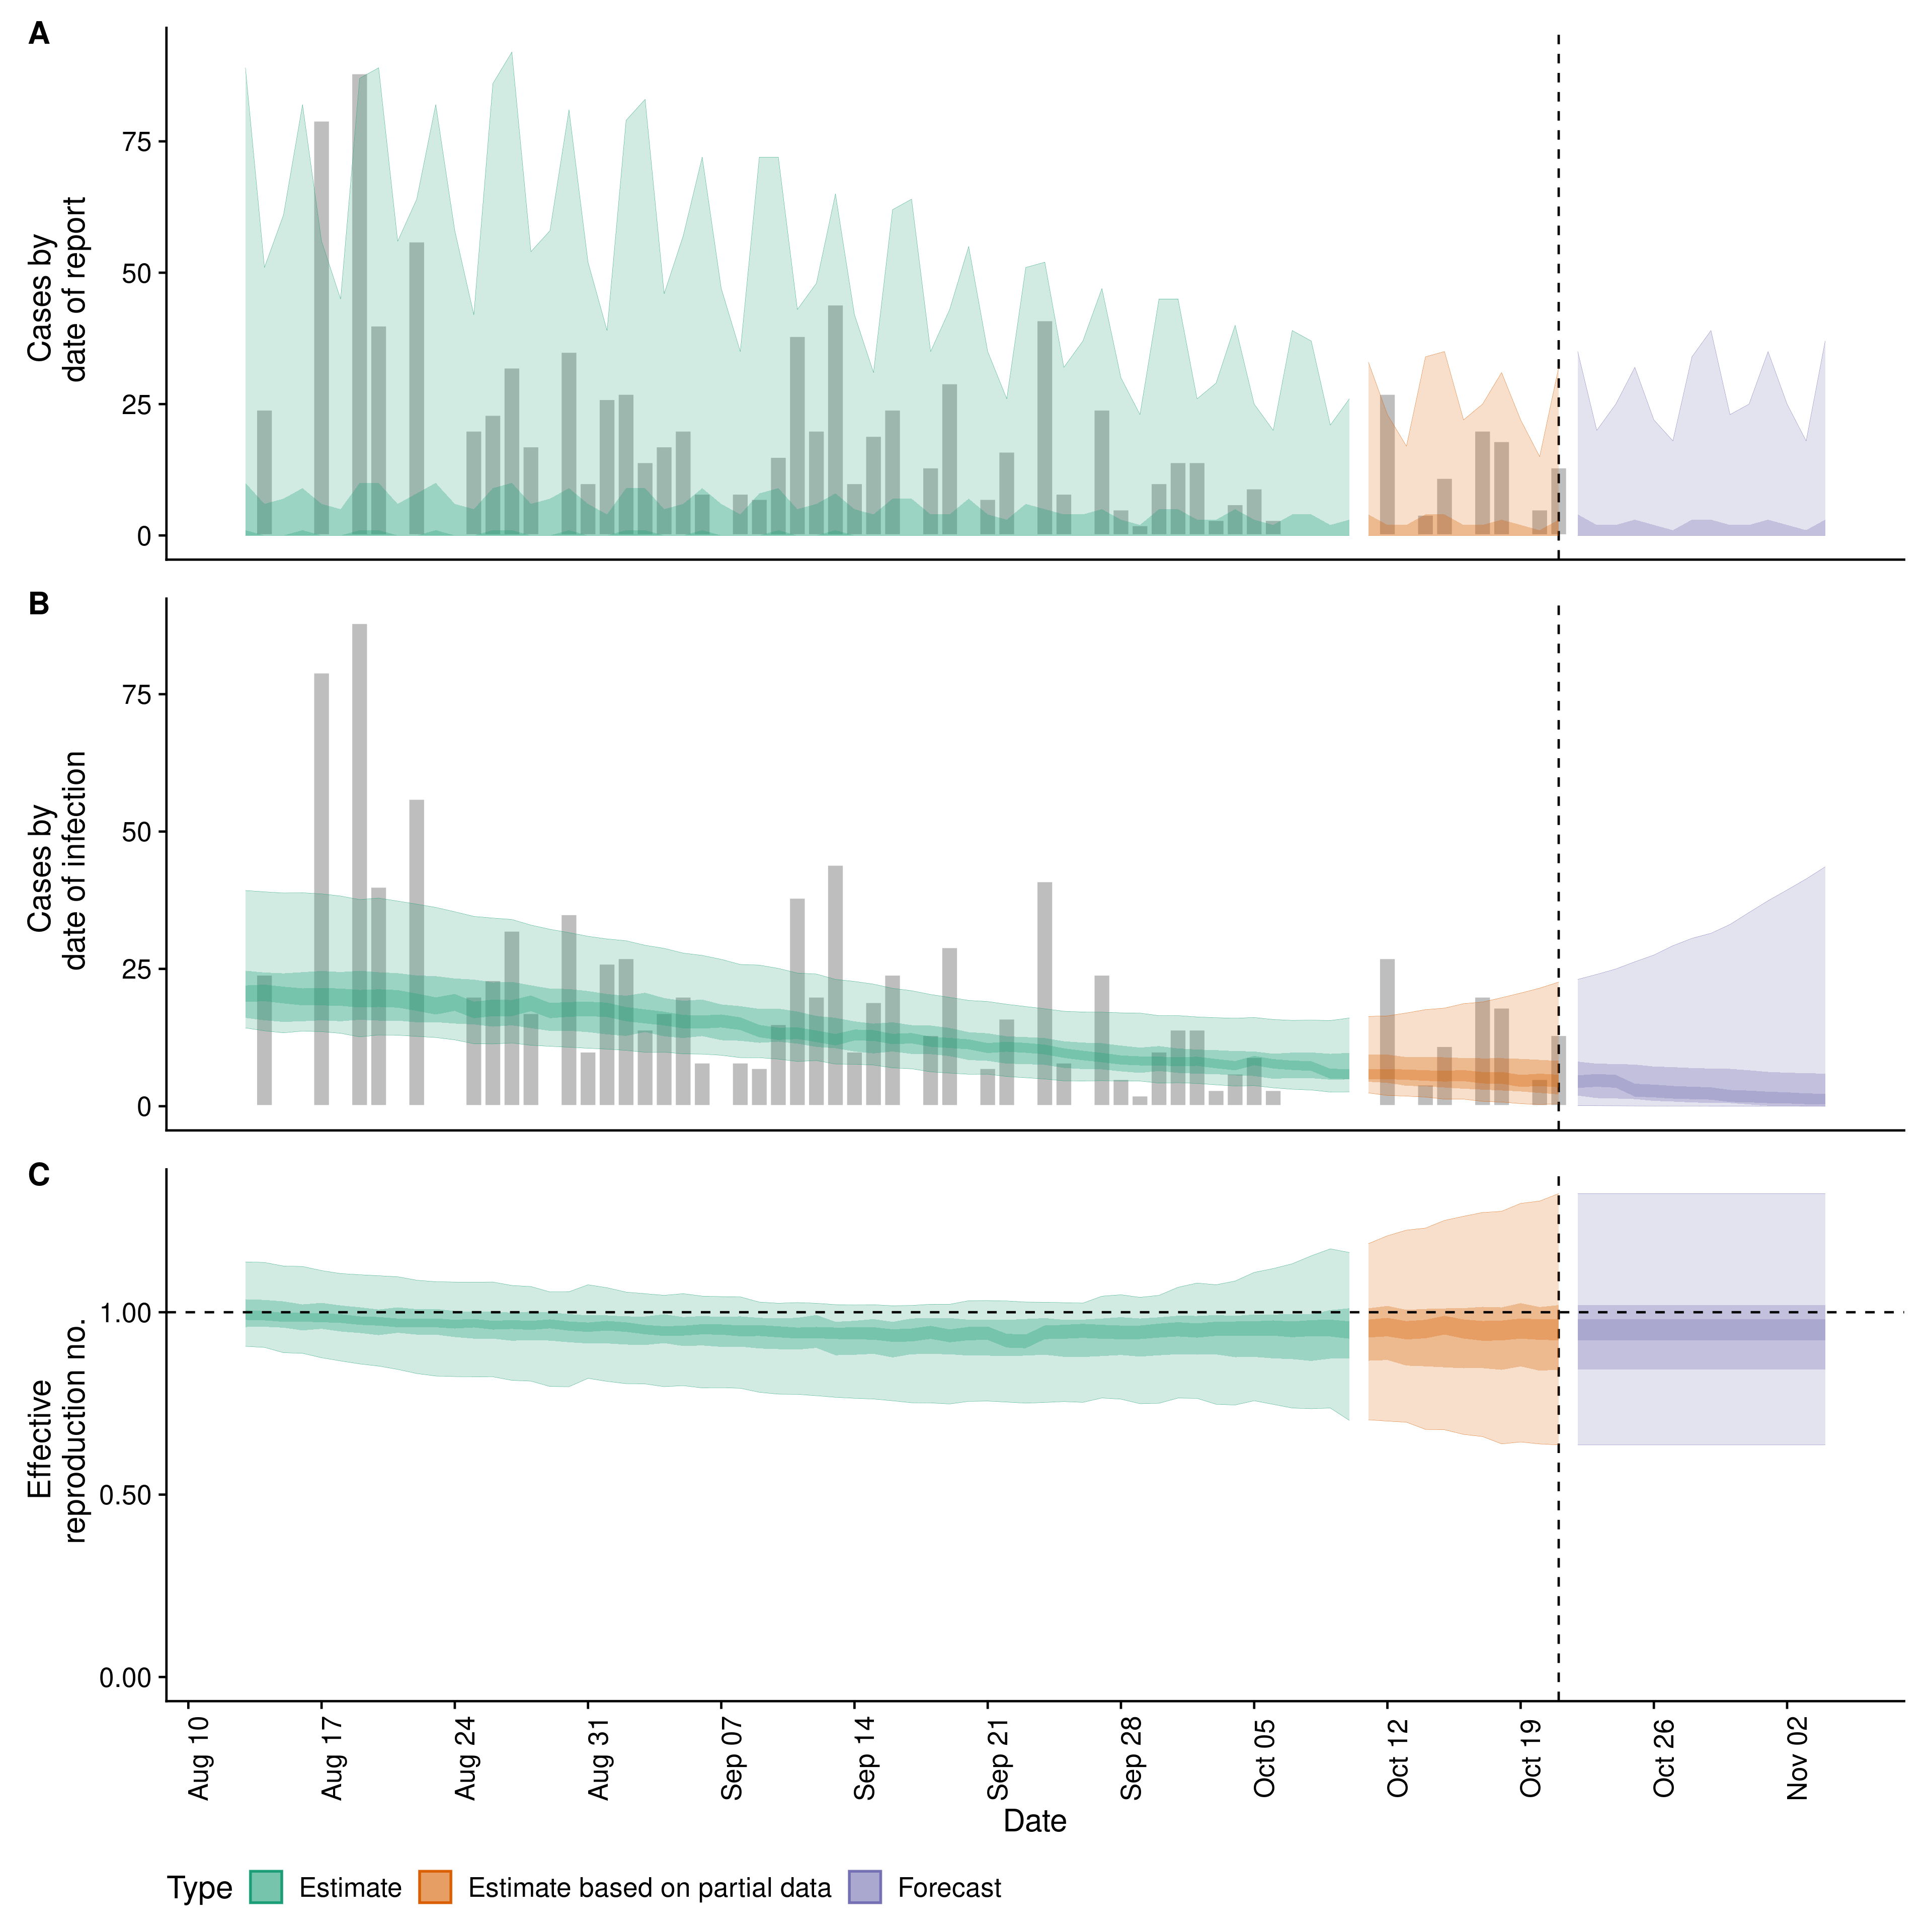 A
Cases by
date of report
75
50
25
0
B
Cases by
date of infection
75
50
25
0
C
Effective
reproduction no.
1.00
0.50
0.00
Aug 10
Aug 17
Aug 24
Aug 31
Sep 07
Sep 14
Sep 21
Sep 28
Oct 05
Oct 12
Oct 19
Oct 26
Nov 02
Date
Type Estimate Estimate based on partial data Forecast